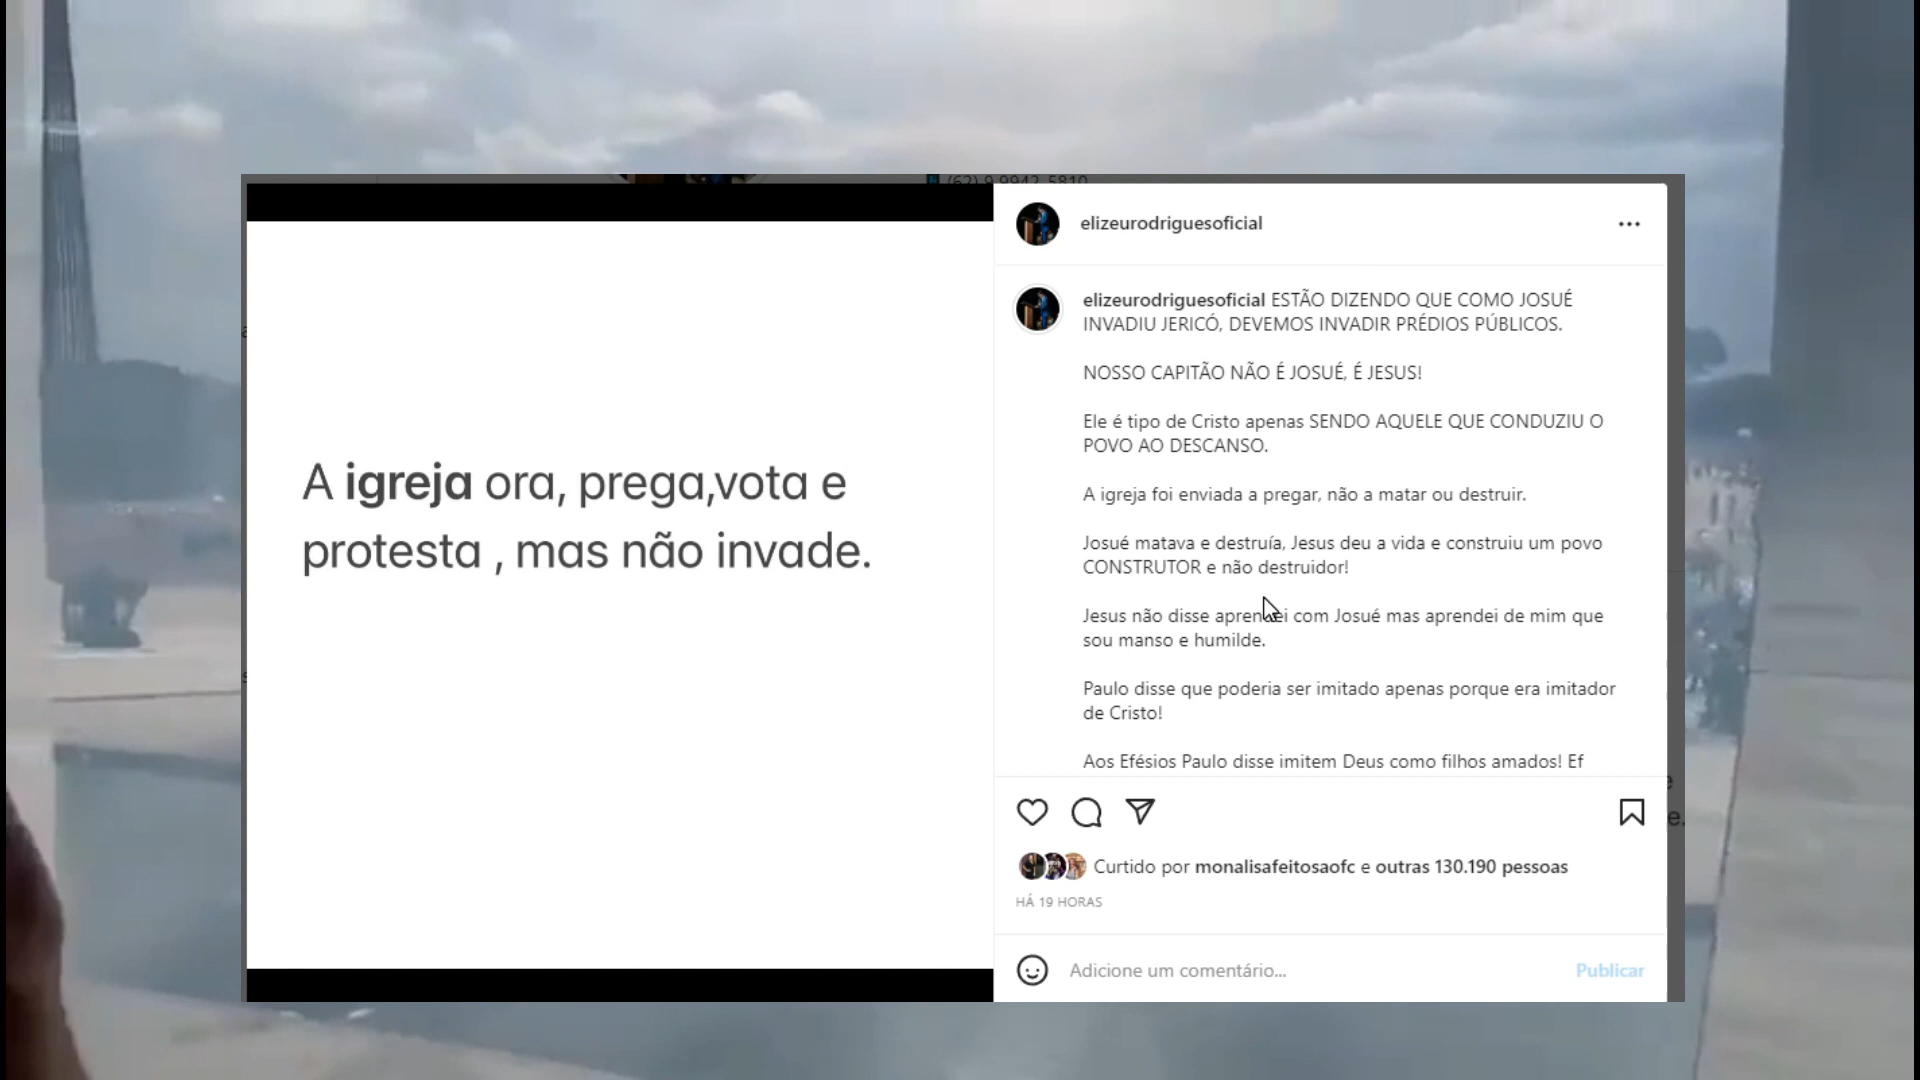 (62) 9 9942-5810
elizeurodriguesoficial
elizeurodriguesoficial ESTÃO DIZENDO QUE COMO JOSUÉ
INVADIU JERICÓ, DEVEMOS INVADIR PRÉDIOS PÚBLICOS.
NOSSO CAPITÃO NÃO É JOSUÉ, É JESUS!
Ele é tipo de Cristo apenas SENDO AQUELE QUE CONDUZIU O
POVO AO DESCANSO.
A igreja foi enviada a pregar, não a matar ou destruir.
Josué matava e destruía, Jesus deu a vida e construiu um povo
CONSTRUTOR e não destruidor!
Jesus não disse aprendei com Josué mas aprendei de mim que
sou manso e humilde.
Paulo disse que poderia ser imitado apenas porque era imitador
de Cristo!
Aos Efésios Paulo disse imitem Deus como filhos amados! Ef
A igreja ora, prega,vota e
protesta , mas não invade.
Curtido por monalisafeitosaofc e outras 130.190 pessoas
HÁ 19 HORAS
Adicione um comentário...
Publicar